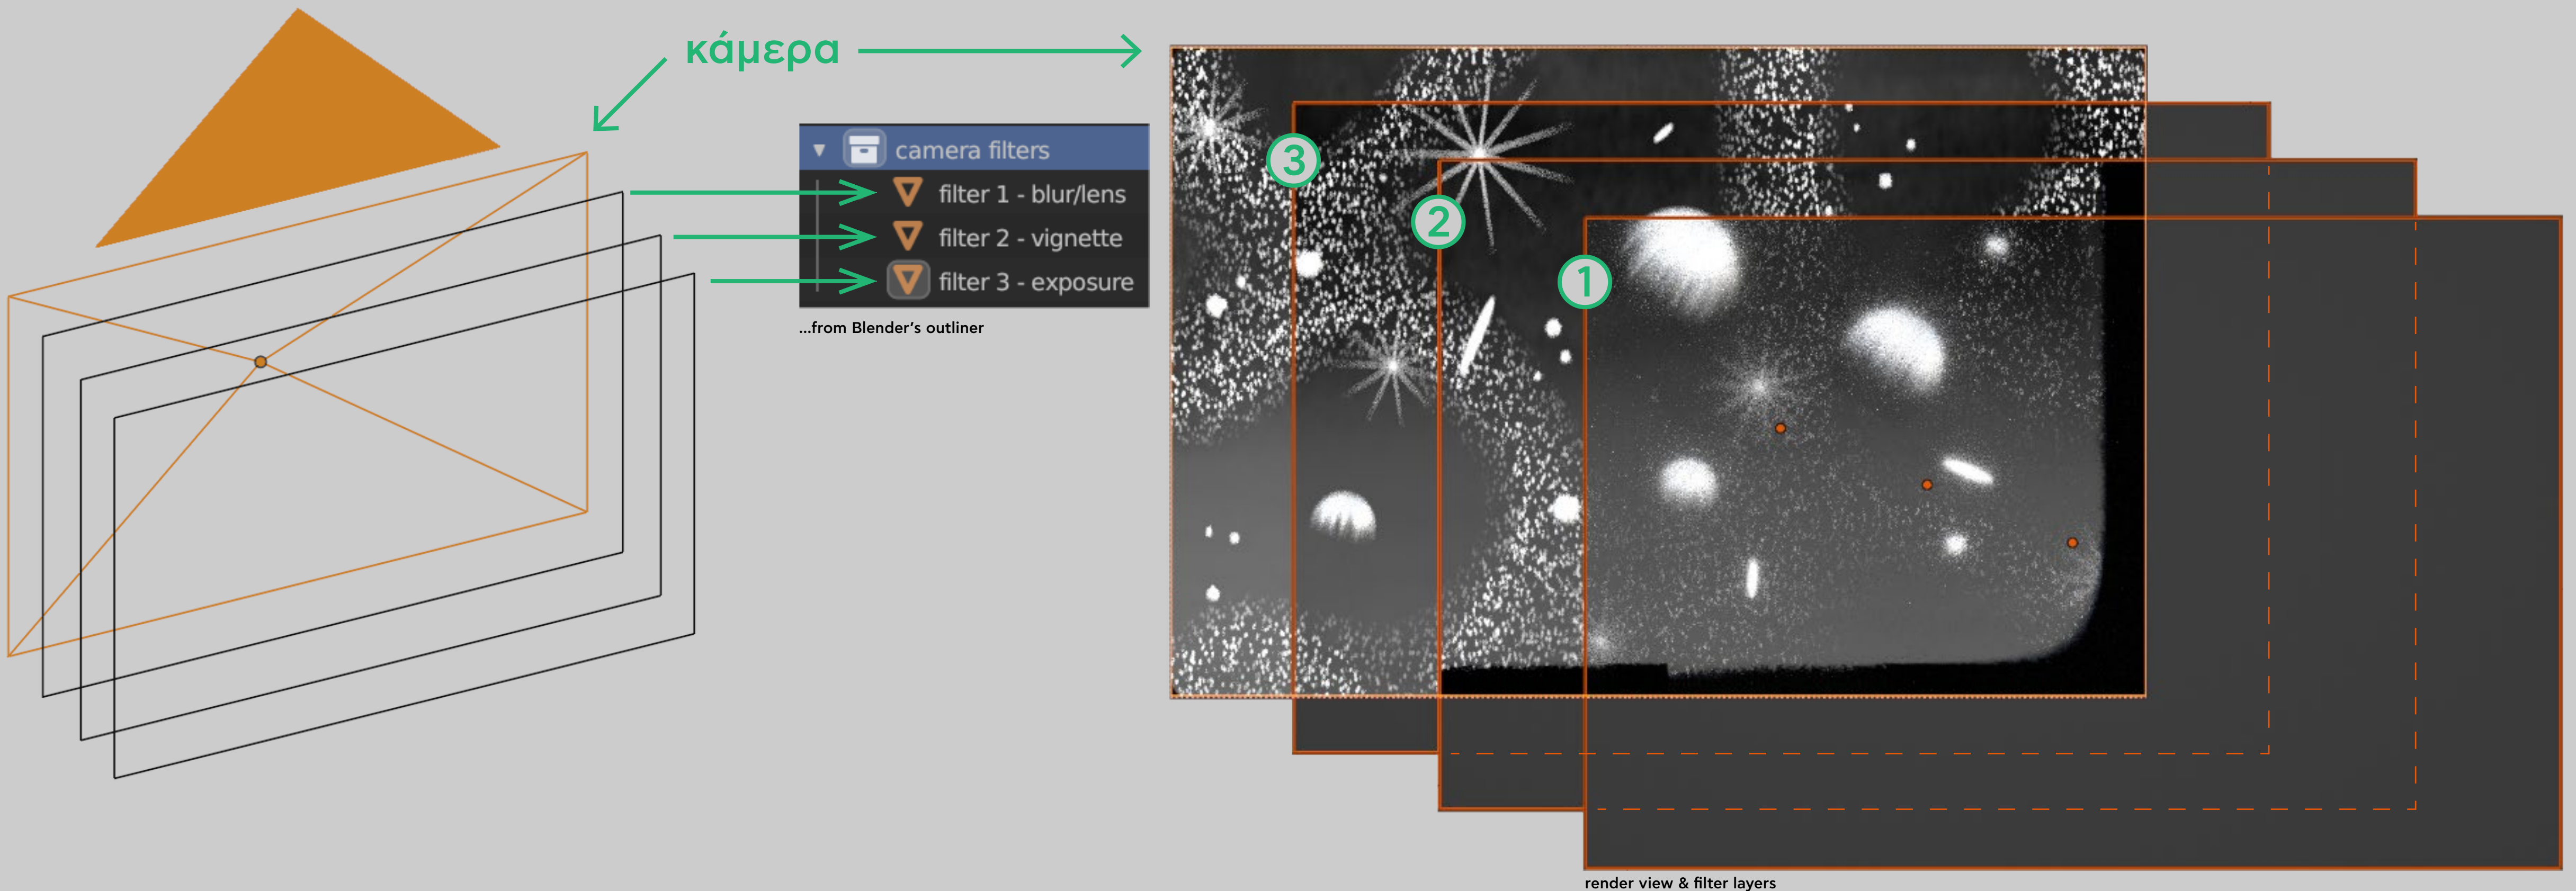 κάμερα
camera filters
filter 1 - blur/lens
filter 2 - vignette
filter 3 - exposure
...from Blender's outliner
3
2
1
render view & filter layers